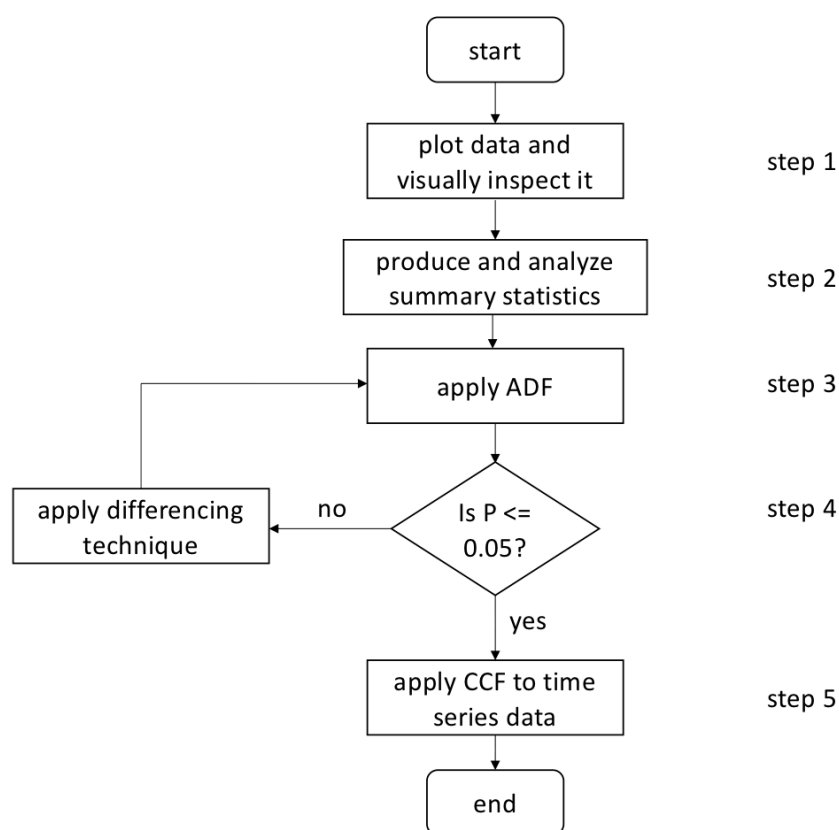 start
plot data and
visually inspect it
step 1
produce and analyze
summary statistics
step 2
apply ADF
step 3
apply differencing
technique
no
Is P <=
0.05?
step 4
yes
apply CCF to time
series data
step 5
end